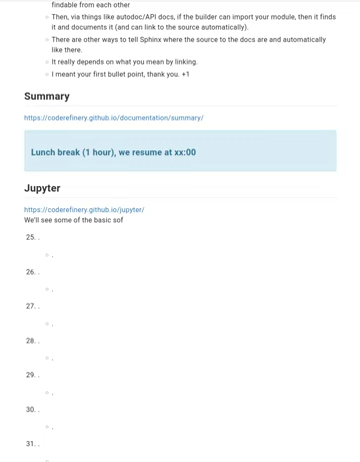 findable from each other
Then, via things like autodoc/API docs, if the builder can import your module, then it finds
it and documents it (and can link to the source automatically).
There are other ways to tell Sphinx where the source to the docs are and automatically
like there.
It really depends on what you mean by linking.
I meant your first bullet point, thank you. +1
Summary
https://coderefinery.github.io/documentation/summary/
Lunch break (1 hour), we resume at xx:00
Jupyter
https://coderefinery.github.io/jupyter/
We'll see some of the basic sof
25. .
.
26. .
.
27. .
.
28. .
.
29. .
.
30. .
.
31. .